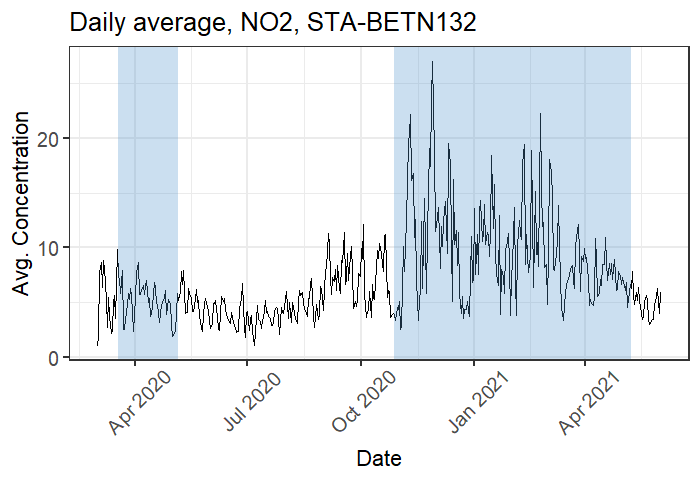 Daily average, NO2, STA-BETN132
Avg. Concentration
20
10
0
Apr 2020
Jul 2020
Oct 2020
Jan 2021
Apr 2021
Date